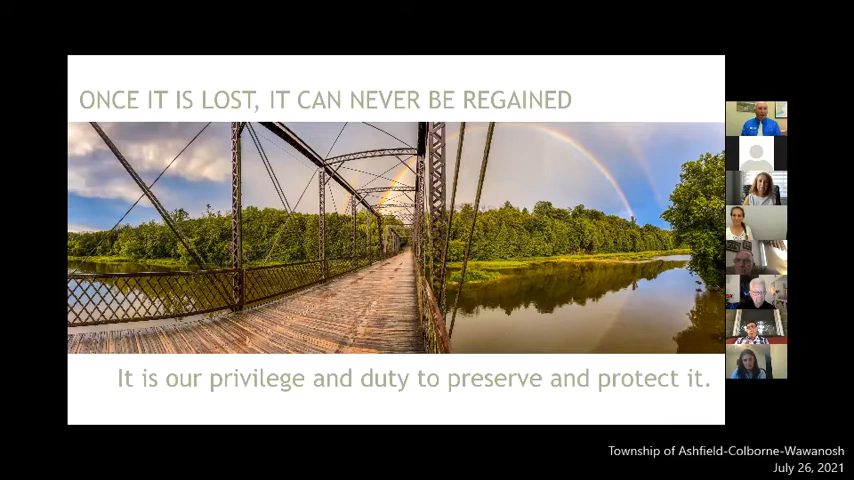 ONCE IT IS LOST, IT CAN NEVER BE REGAINED
It is our privilege and duty to preserve and protect it.
Township of Ashfield-Colborne-Wawanosh
July 26, 2021